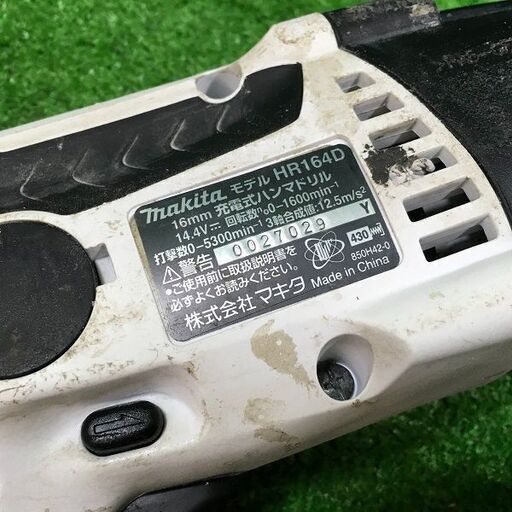 makita モデル HR164D
16mm 充電式ハンマドリル
14.4V⎓ 回転数 0-1600min⁻¹
打撃数0-5300min⁻¹ 3軸合成値:12.5m/s²
0027029 Y
⚠警告
●ご使用前に取扱説明書を
必ずよくお読みください。
430W
850H42-0
株式会社 マキタ Made in China